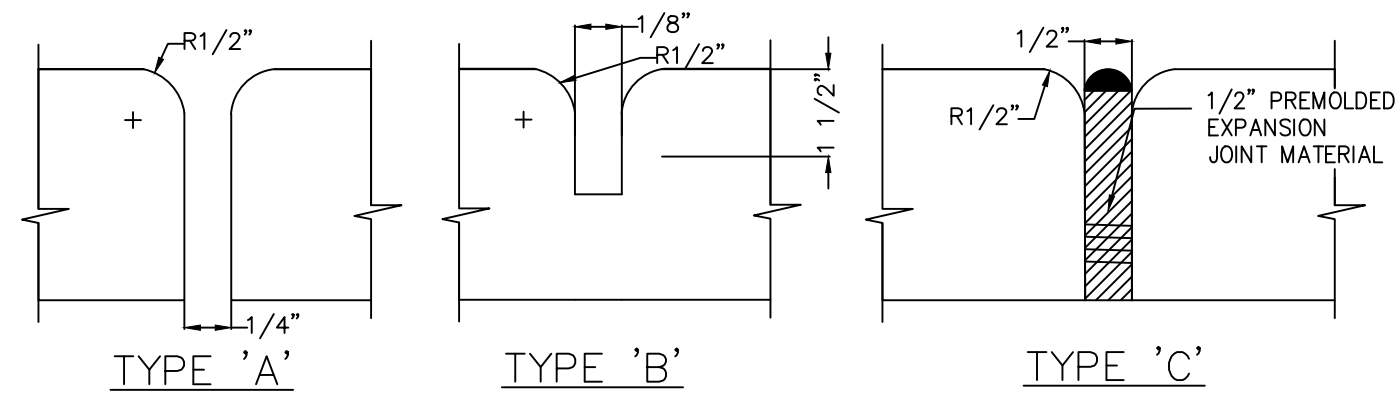 R1/2"
1/4"
TYPE 'A'
1/8"
R1/2"
1 1/2"
TYPE 'B'
1/2"
R1/2"
1/2" PREMOLDED
EXPANSION
JOINT MATERIAL
TYPE 'C'